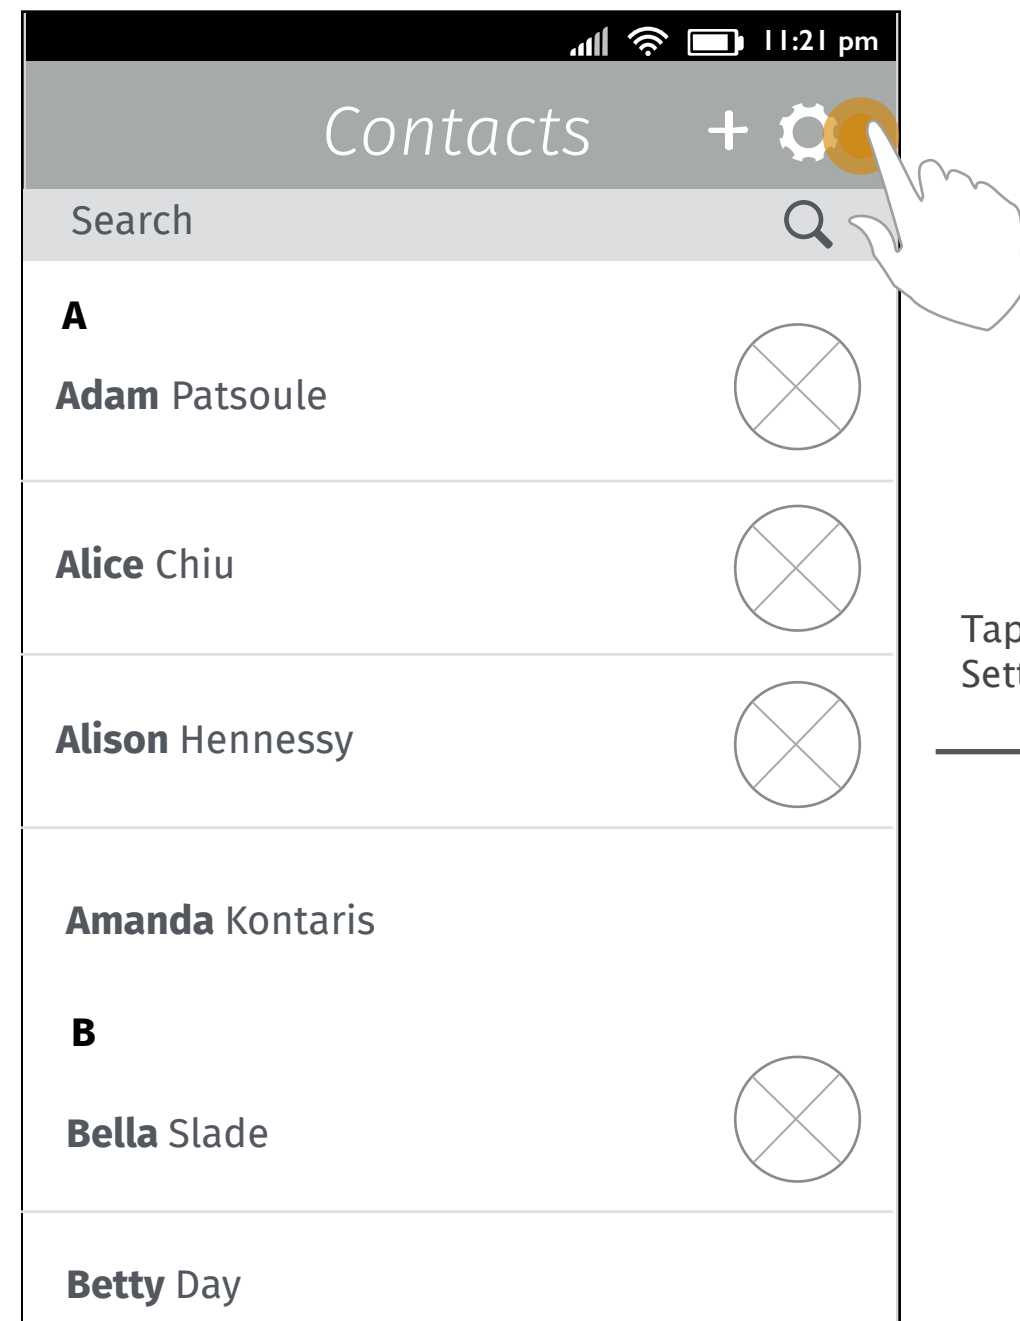 11:21 pm
Contacts
Search
A
Adam Patsoule
Alice Chiu
Alison Hennessy
Amanda Kontaris
B
Bella Slade
Betty Day
Tap